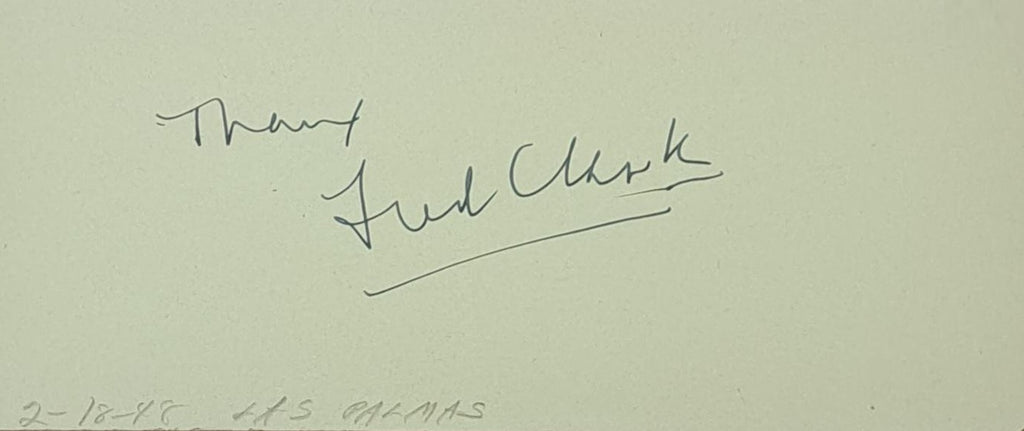 Thanx
Fred Clark
2-18-48 LAS PALMAS